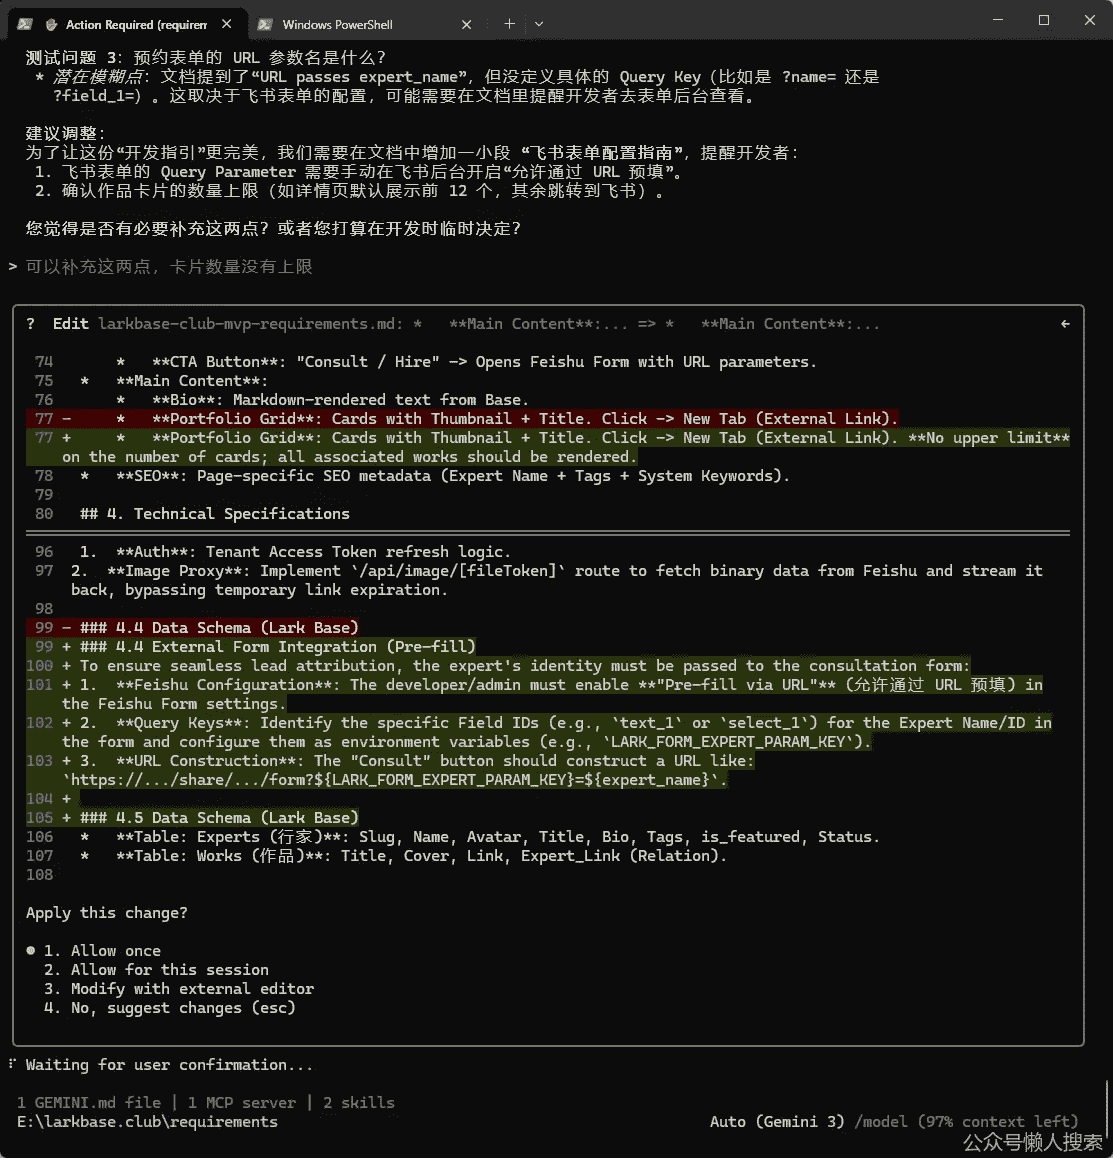 Action Required (requirem
Windows PowerShell
测试问题 3: 预约表单的 URL 参数名是什么?
* 潜在模糊点: 文档提到了“URL passes expert_name”, 但没定义具体的 Query Key (比如是 ?name= 还是
?field_1=) 。这取决于飞书表单的配置, 可能需要在文档里提醒开发者去表单后台查看。
建议调整:
为了让这份“开发指引”更完美, 我们需要在文档中增加一小段 “飞书表单配置指南”, 提醒开发者:
1. 飞书表单的 Query Parameter 需要手动在飞书后台开启“允许通过 URL 预填”。
2. 确认作品卡片的数量上限 (如详情页默认展示前 12 个, 其余跳转到飞书) 。
您觉得是否有必要补充这两点? 或者您打算在开发时临时决定?
> 可以补充这两点, 卡片数量没有上限
? Edit larkbase-club-mvp-requirements.md: * **Main Content**:... => * **Main Content**:... ←
74 * **CTA Button**: "Consult / Hire" -> Opens Feishu Form with URL parameters.
75 * **Main Content**:
76 * **Bio**: Markdown-rendered text from Base.
77 - * **Portfolio Grid**: Cards with Thumbnail + Title. Click -> New Tab (External Link).
77 + * **Portfolio Grid**: Cards with Thumbnail + Title. Click -> New Tab (External Link). **No upper limit**
on the number of cards; all associated works should be rendered.
78 * **SEO**: Page-specific SEO metadata (Expert Name + Tags + System Keywords).
79
80 ## 4. Technical Specifications
96 1. **Auth**: Tenant Access Token refresh logic.
97 2. **Image Proxy**: Implement `/api/image/[fileToken]` route to fetch binary data from Feishu and stream it
back, bypassing temporary link expiration.
98
99 - ### 4.4 Data Schema (Lark Base)
99 + ### 4.4 External Form Integration (Pre-fill)
100 + To ensure seamless lead attribution, the expert's identity must be passed to the consultation form:
101 + 1. **Feishu Configuration**: The developer/admin must enable **"Pre-fill via URL"** (允许通过 URL 预填) in
the Feishu Form settings.
102 + 2. **Query Keys**: Identify the specific Field IDs (e.g., `text_1` or `select_1`) for the Expert Name/ID in
the form and configure them as environment variables (e.g., `LARK_FORM_EXPERT_PARAM_KEY`).
103 + 3. **URL Construction**: The "Consult" button should construct a URL like:
`https://.../share/.../form?${LARK_FORM_EXPERT_PARAM_KEY}=${expert_name}`.
104 +
105 + ### 4.5 Data Schema (Lark Base)
106 * **Table: Experts (行家)**: Slug, Name, Avatar, Title, Bio, Tags, is_featured, Status.
107 * **Table: Works (作品)**: Title, Cover, Link, Expert_Link (Relation).
108
Apply this change?
● 1. Allow once
2. Allow for this session
3. Modify with external editor
4. No, suggest changes (esc)
⠏ Waiting for user confirmation...
1 GEMINI.md file | 1 MCP server | 2 skills
E:\larkbase.club\requirements Auto (Gemini 3) /model (97% context left)
公众号懒人搜索